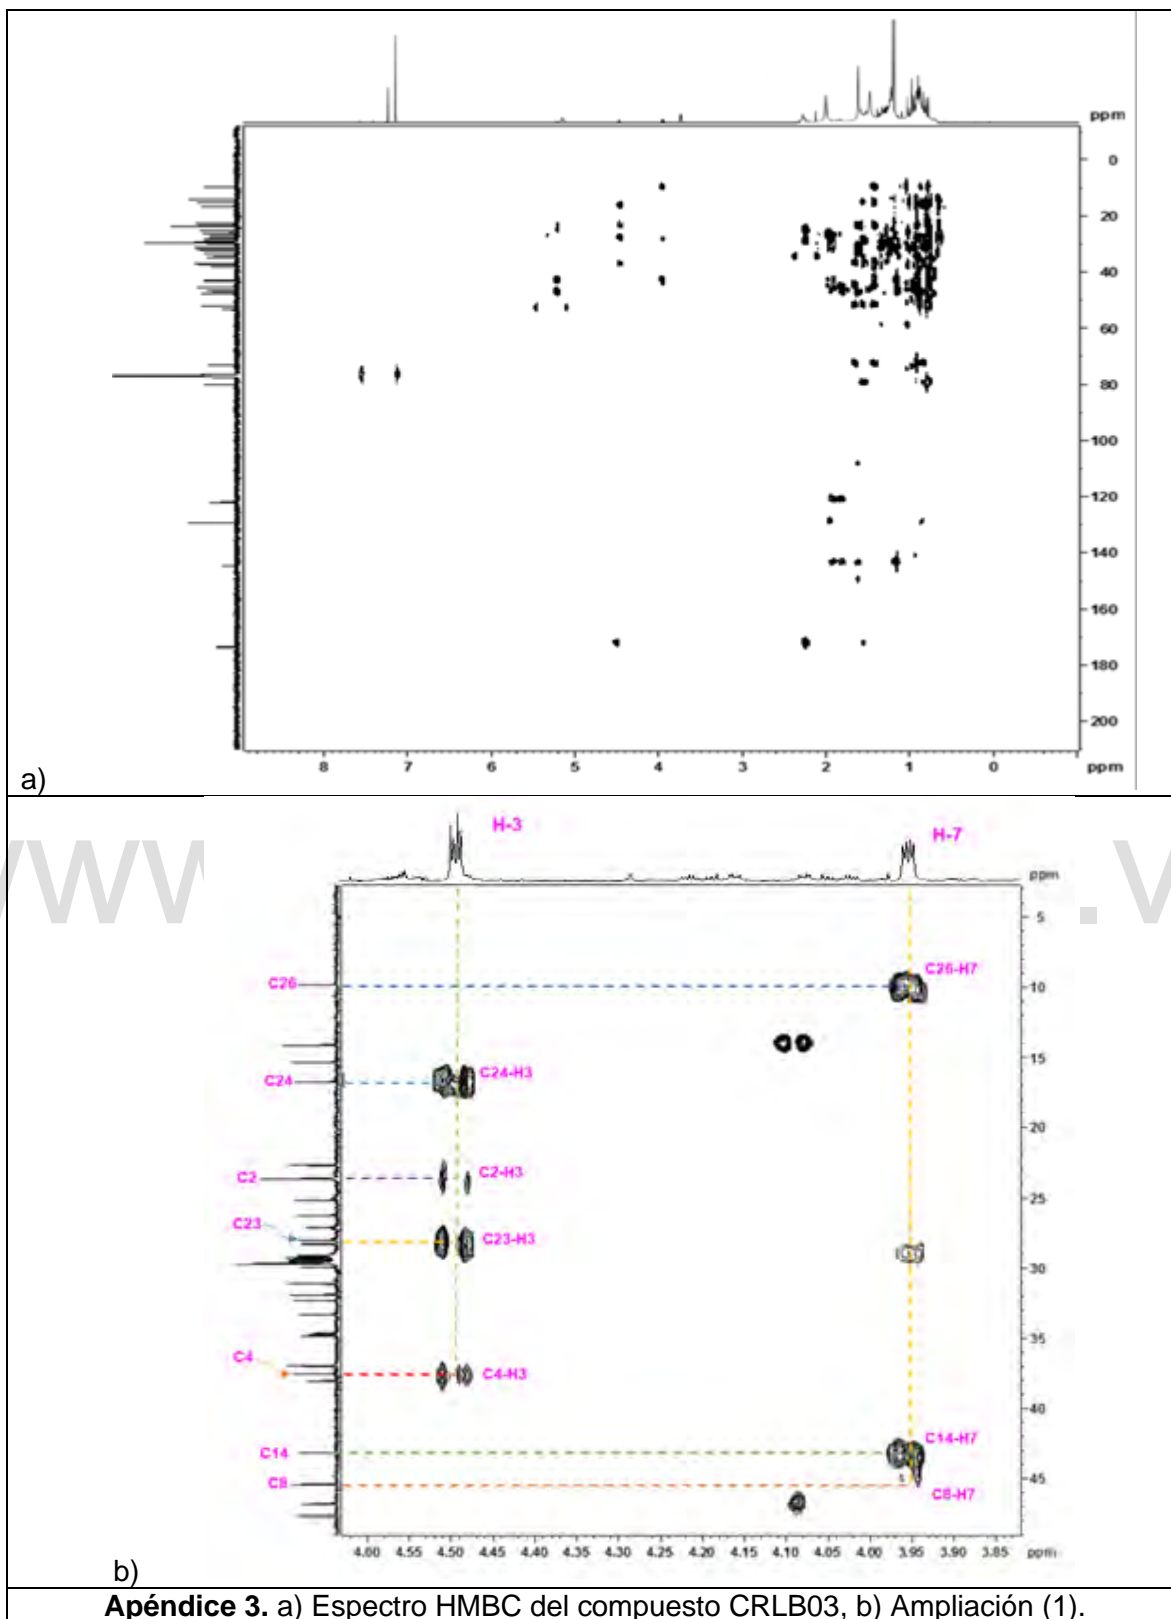 ppm
0
20
40
60
80
100
120
140
160
180
200
8 7 6 5 4 3 2 1 0 ppm
a)
H-3
H-7
ppm
C26
C26-H7
C24
C24-H3
C2
C2-H3
C23
C23-H3
C4
C4-H3
C14
C14-H7
C8
C8-H7
5
10
15
20
25
30
35
40
45
4.00 4.55 4.50 4.45 4.40 4.35 4.30 4.25 4.20 4.15 4.10 4.05 4.00 3.95 3.90 3.85 ppm
b)
Apéndice 3. a) Espectro HMBC del compuesto CRLB03, b) Ampliación (1).